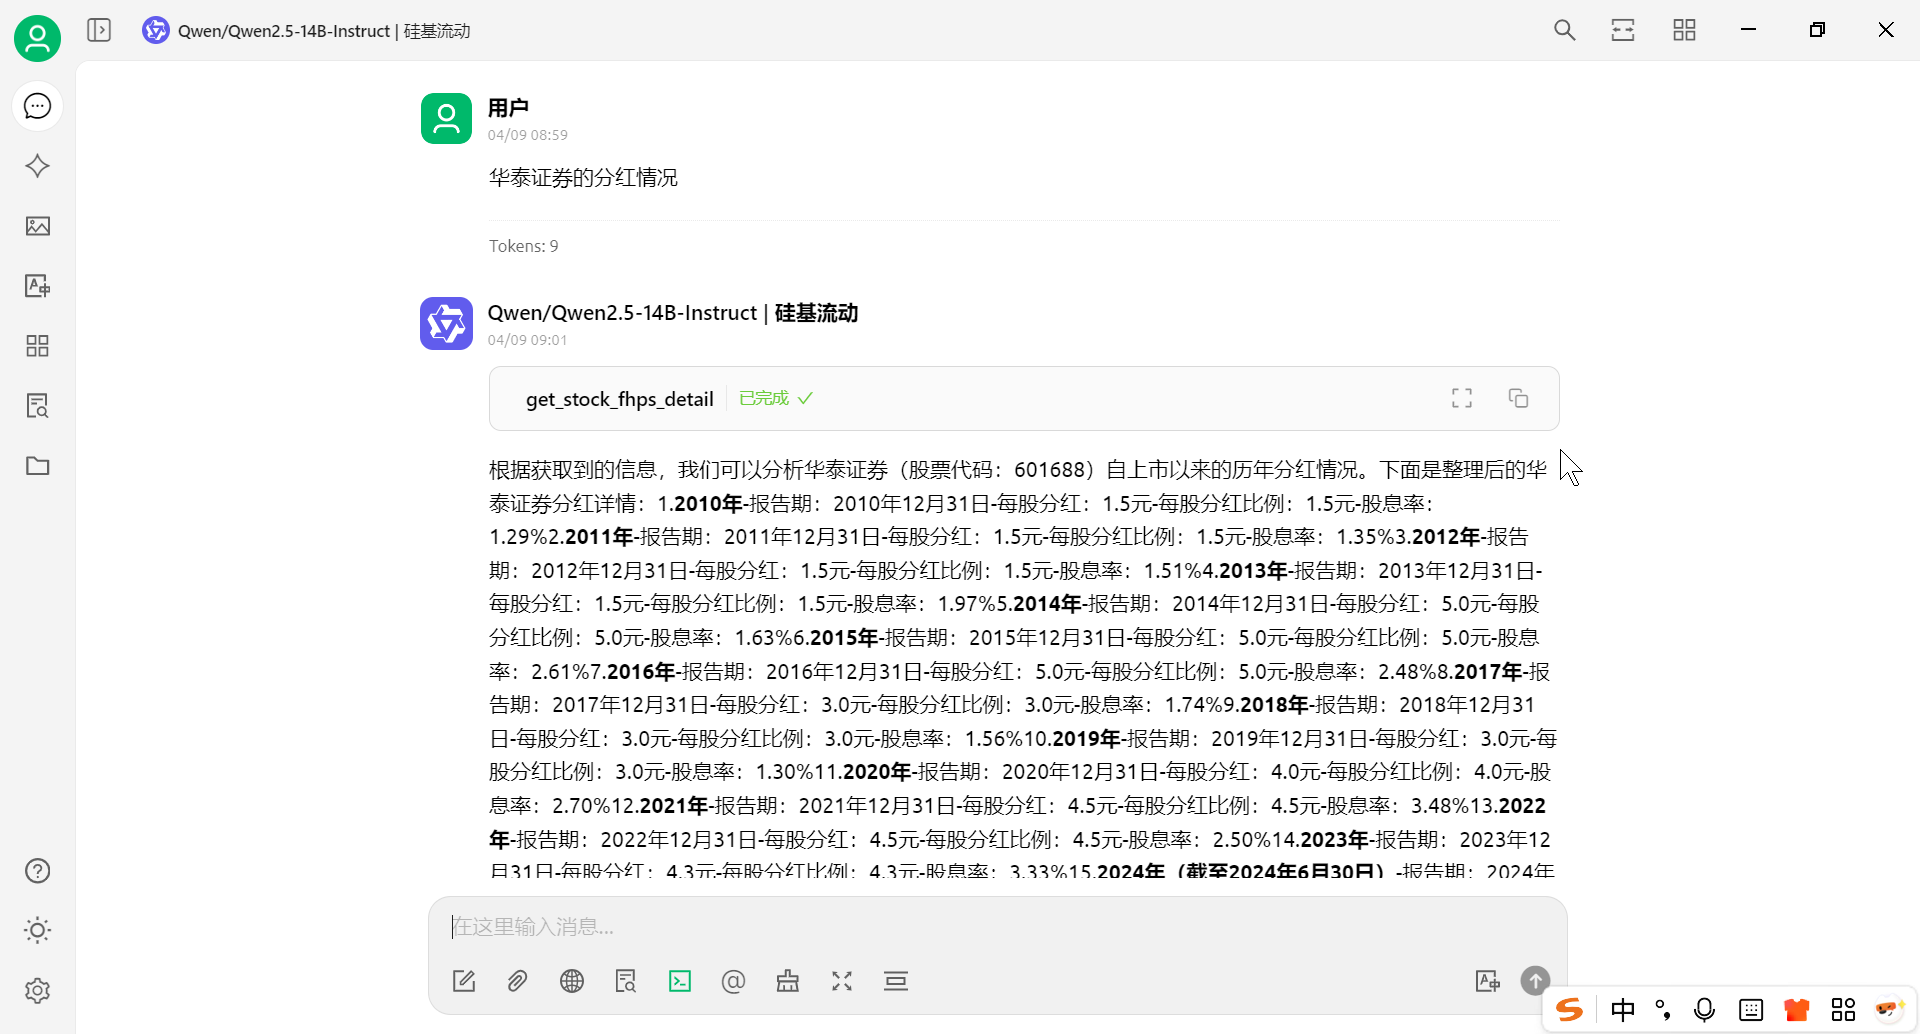 Qwen/Qwen2.5-14B-Instruct | 硅基流动
用户
04/09 08:59
华泰证券的分红情况
Tokens: 9
Qwen/Qwen2.5-14B-Instruct | 硅基流动
04/09 09:01
get_stock_fhps_detail 已完成
根据获取到的信息，我们可以分析华泰证券（股票代码：601688）自上市以来的历年分红情况。下面是整理后的华
泰证券分红详情：1.2010年-报告期：2010年12月31日-每股分红：1.5元-每股分红比例：1.5元-股息率：
1.29%2.2011年-报告期：2011年12月31日-每股分红：1.5元-每股分红比例：1.5元-股息率：1.35%3.2012年-报告
期：2012年12月31日-每股分红：1.5元-每股分红比例：1.5元-股息率：1.51%4.2013年-报告期：2013年12月31日-
每股分红：1.5元-每股分红比例：1.5元-股息率：1.97%5.2014年-报告期：2014年12月31日-每股分红：5.0元-每股
分红比例：5.0元-股息率：1.63%6.2015年-报告期：2015年12月31日-每股分红：5.0元-每股分红比例：5.0元-股息
率：2.61%7.2016年-报告期：2016年12月31日-每股分红：5.0元-每股分红比例：5.0元-股息率：2.48%8.2017年-报
告期：2017年12月31日-每股分红：3.0元-每股分红比例：3.0元-股息率：1.74%9.2018年-报告期：2018年12月31
日-每股分红：3.0元-每股分红比例：3.0元-股息率：1.56%10.2019年-报告期：2019年12月31日-每股分红：3.0元-每
股分红比例：3.0元-股息率：1.30%11.2020年-报告期：2020年12月31日-每股分红：4.0元-每股分红比例：4.0元-股
息率：2.70%12.2021年-报告期：2021年12月31日-每股分红：4.5元-每股分红比例：4.5元-股息率：3.48%13.2022
年-报告期：2022年12月31日-每股分红：4.5元-每股分红比例：4.5元-股息率：2.50%14.2023年-报告期：2023年12
月31日-每股分红：4.3元-每股分红比例：4.3元-股息率：3.33%15.2024年（截至2024年6月30日）-报告期：2024年
在这里输入消息...
中